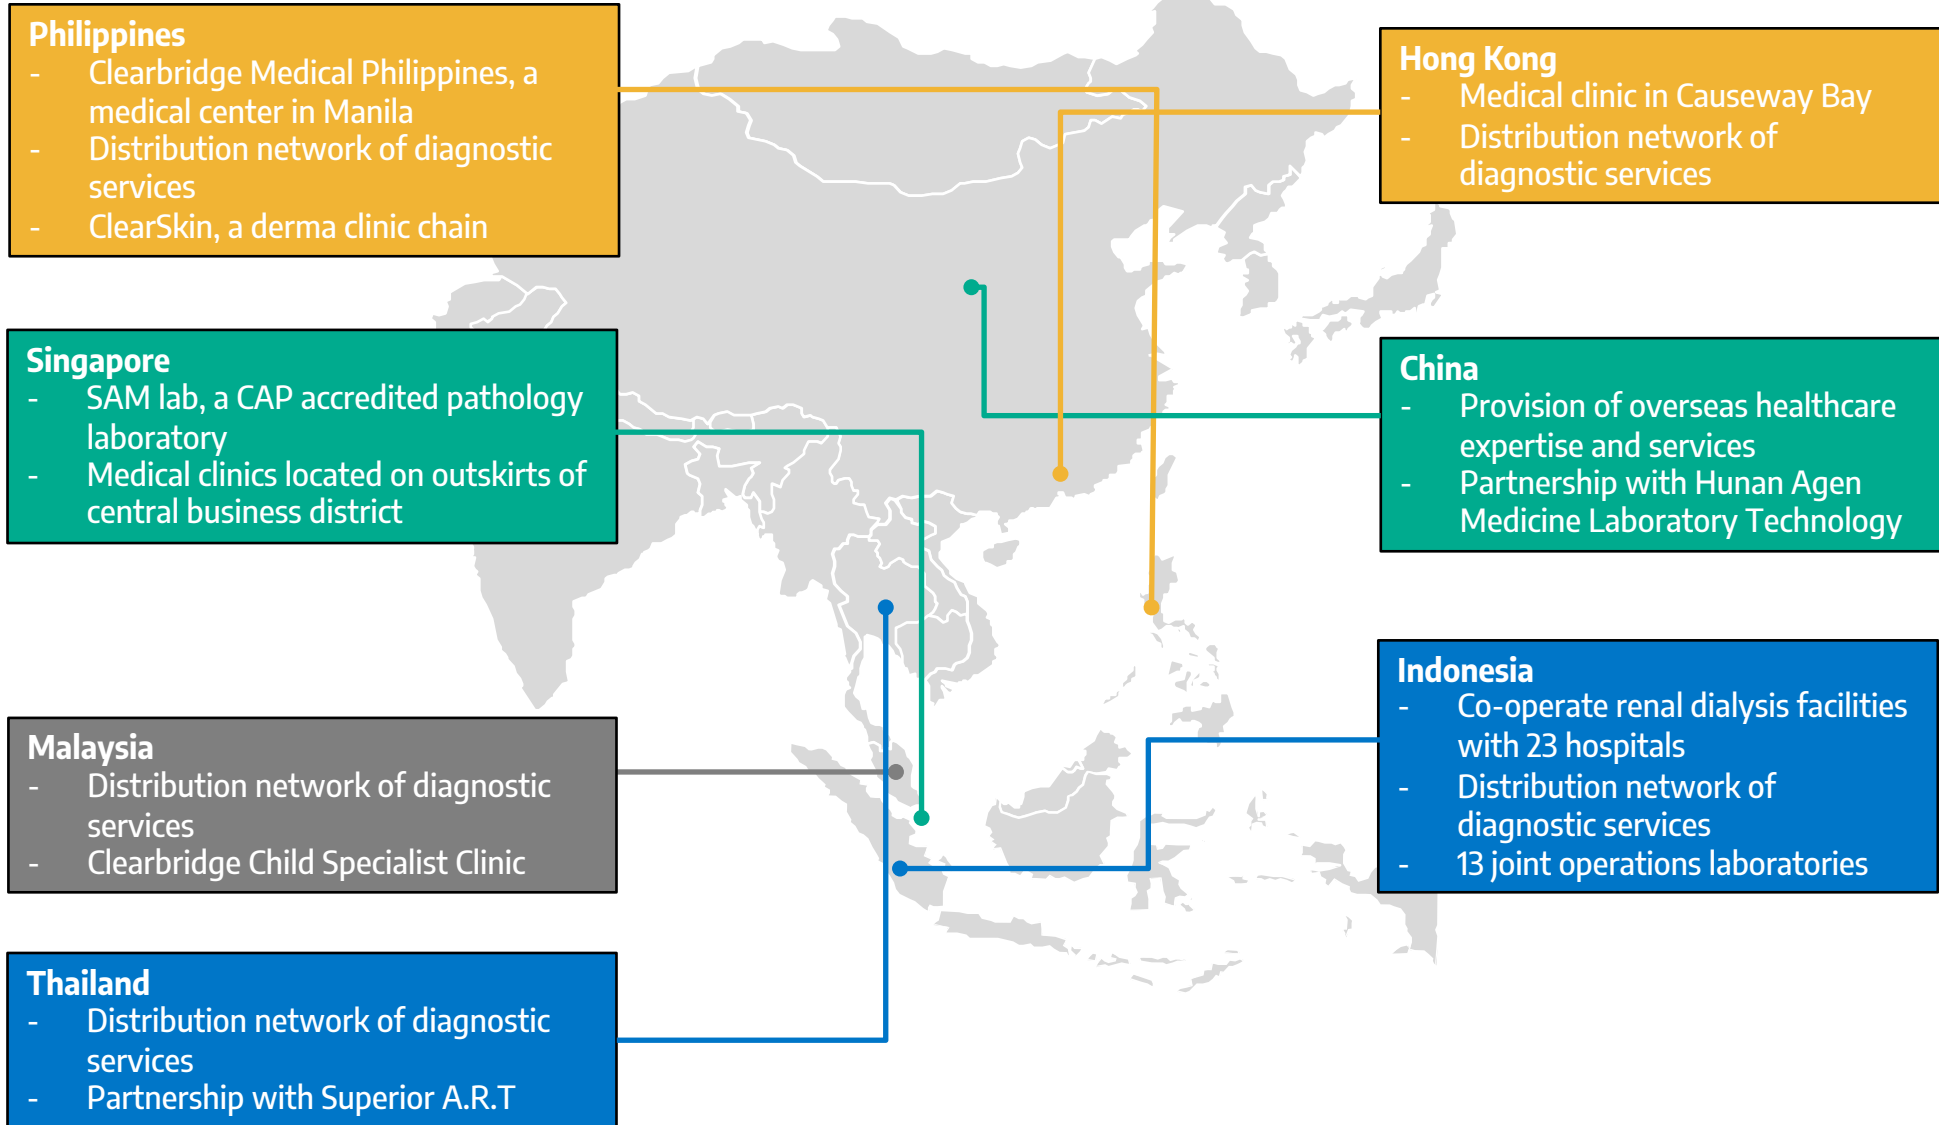 Philippines
- Clearbridge Medical Philippines, a
medical center in Manila
- Distribution network of diagnostic
services
- ClearSkin, a derma clinic chain
Hong Kong
- Medical clinic in Causeway Bay
- Distribution network of
diagnostic services
Singapore
- SAM lab, a CAP accredited pathology
laboratory
- Medical clinics located on outskirts of
central business district
China
- Provision of overseas healthcare
expertise and services
- Partnership with Hunan Agen
Medicine Laboratory Technology
Malaysia
- Distribution network of diagnostic
services
- Clearbridge Child Specialist Clinic
Indonesia
- Co-operate renal dialysis facilities
with 23 hospitals
- Distribution network of
diagnostic services
- 13 joint operations laboratories
Thailand
- Distribution network of diagnostic
services
- Partnership with Superior A.R.T